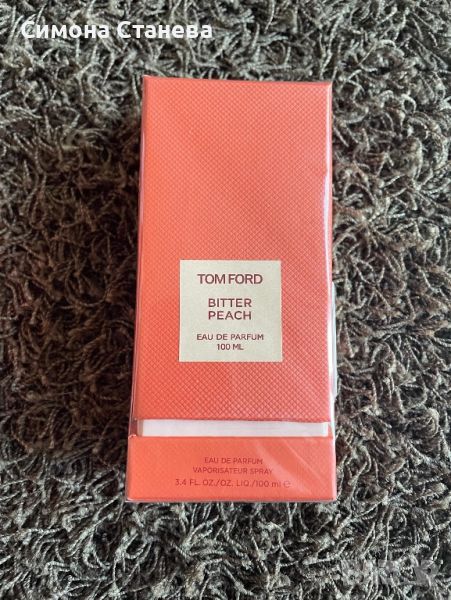 Симона Станева
TOM FORD
BITTER
PEACH
EAU DE PARFUM
100 ML
EAU DE PARFUM
VAPORISATEUR SPRAY
3.4 FL. OZ./OZ. LIQ./100 ml ℮